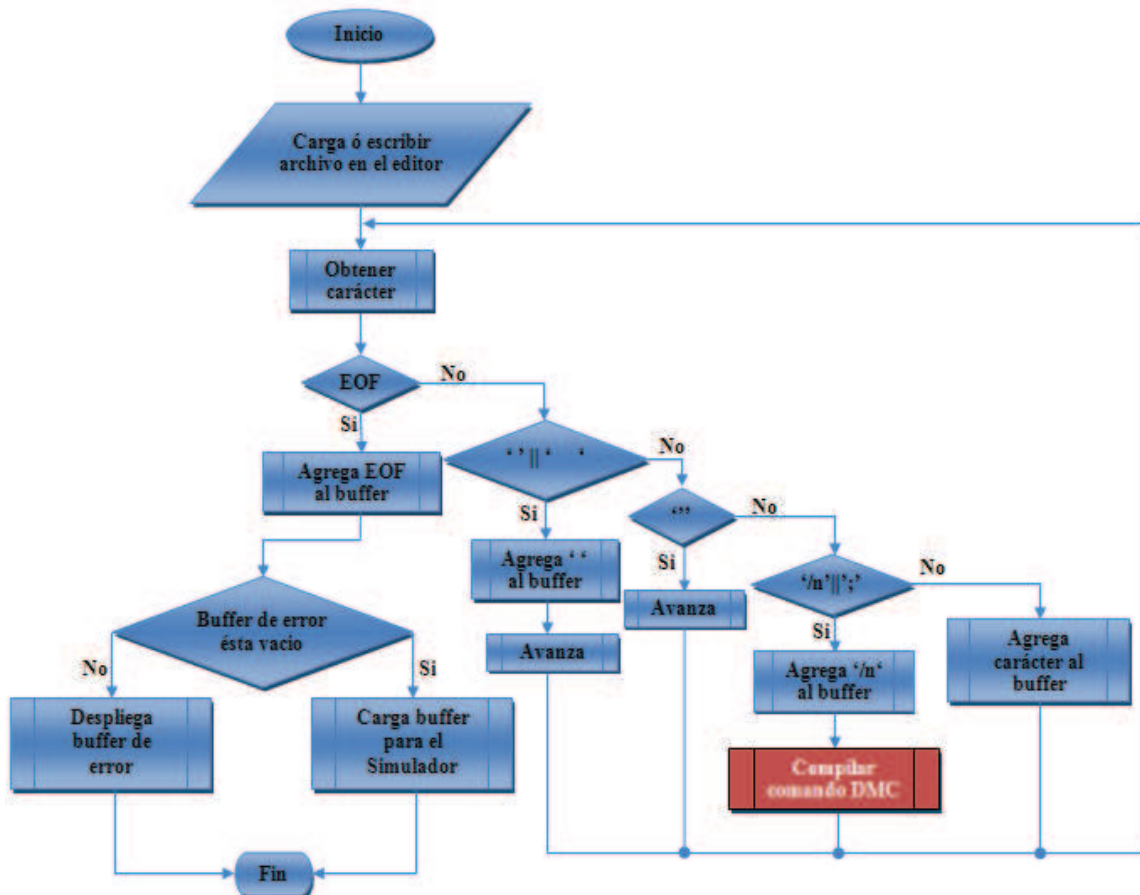 Inicio
Carga ó escribir
archivo en el editor
Obtener
carácter
EOF
No
Si
Agrega EOF
al buffer
‘ ’ || ‘ ‘
No
Si
Agrega ‘ ‘
al buffer
Avanza
‘’’
No
Si
Avanza
‘/n’||’;’
No
Si
Agrega ‘/n‘
al buffer
Agrega
carácter al
buffer
Compilar
comando DMC
Buffer de error
ésta vacio
No
Si
Despliega
buffer de
error
Carga buffer
para el
Simulador
Fin